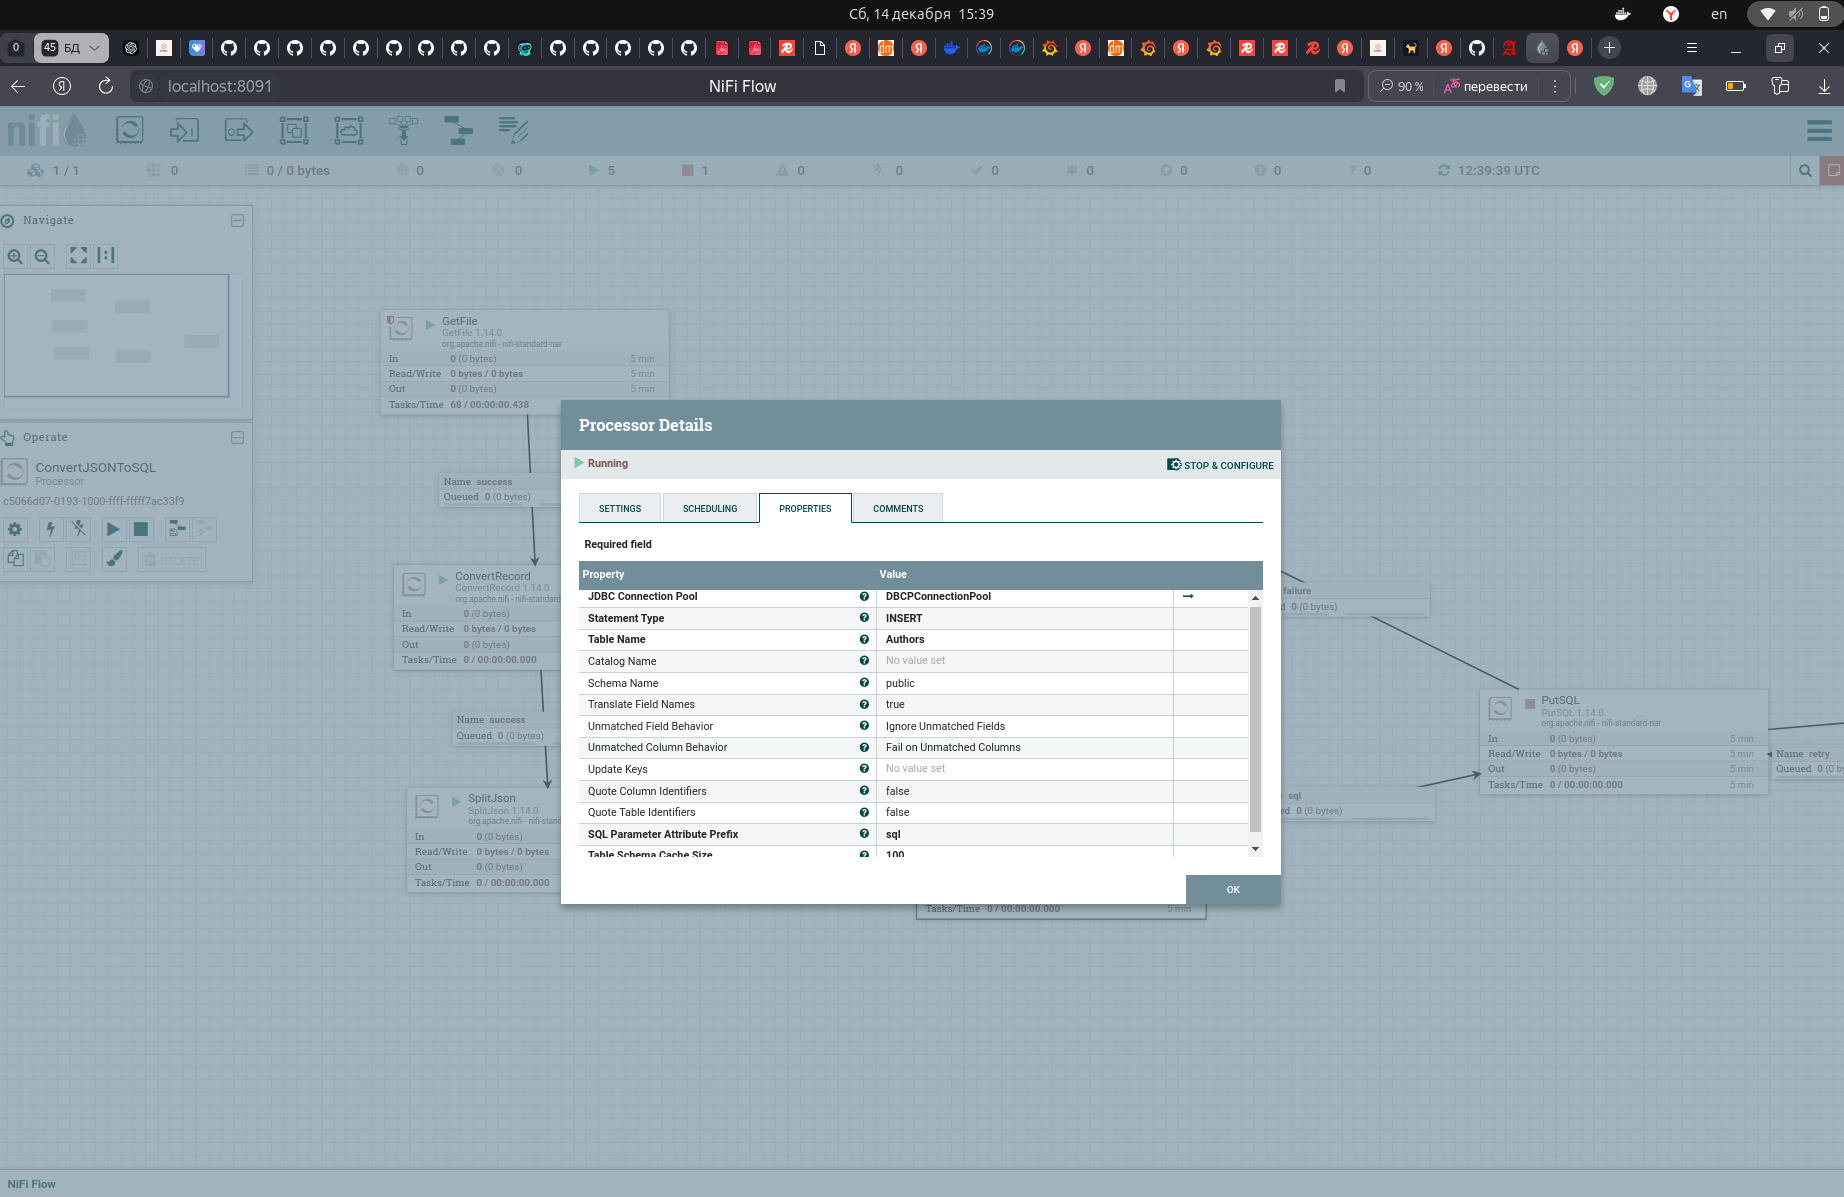 Сб, 14 декабря 15:39
en
0
45 БД
localhost:8091
NiFi Flow
90 %
перевести
nifi
1 / 1
0
0 / 0 bytes
0
0
5
1
0
0
0
0
0
0
0
12:39:39 UTC
Navigate
Operate
ConvertJSONToSQL
Processor
c5066d07-0193-1000-ffff-fffff7ac33f9
DELETE
GetFile
GetFile 1.14.0
org.apache.nifi - nifi-standard-nar
In 0 (0 bytes) 5 min
Read/Write 0 bytes / 0 bytes 5 min
Out 0 (0 bytes) 5 min
Tasks/Time 68 / 00:00:00.438
Name success
Queued 0 (0 bytes)
ConvertRecord
ConvertRecord 1.14.0
org.apache.nifi - nifi-standard
In 0 (0 bytes)
Read/Write 0 bytes / 0 bytes
Out 0 (0 bytes)
Tasks/Time 0 / 00:00:00.000
Name success
Queued 0 (0 bytes)
SplitJson
SplitJson 1.14.0
org.apache.nifi - nifi-stand
In 0 (0 bytes)
Read/Write 0 bytes / 0 bytes
Out 0 (0 bytes)
Tasks/Time 0 / 00:00:00.000
Processor Details
Running
STOP & CONFIGURE
SETTINGS
SCHEDULING
PROPERTIES
COMMENTS
Required field
Property Value
JDBC Connection Pool DBCPConnectionPool
Statement Type INSERT
Table Name Authors
Catalog Name No value set
Schema Name public
Translate Field Names true
Unmatched Field Behavior Ignore Unmatched Fields
Unmatched Column Behavior Fail on Unmatched Columns
Update Keys No value set
Quote Column Identifiers false
Quote Table Identifiers false
SQL Parameter Attribute Prefix sql
Table Schema Cache Size 100
OK
Tasks/Time 0 / 00:00:00.000 5 min
failure
d 0 (0 bytes)
PutSQL
PutSQL 1.14.0
org.apache.nifi - nifi-standard-nar
In 0 (0 bytes) 5 min
Read/Write 0 bytes / 0 bytes 5 min
Out 0 (0 bytes) 5 min
Tasks/Time 0 / 00:00:00.000 5 min
Name retry
Queued 0 (0 by
sql
ed 0 (0 bytes)
NiFi Flow